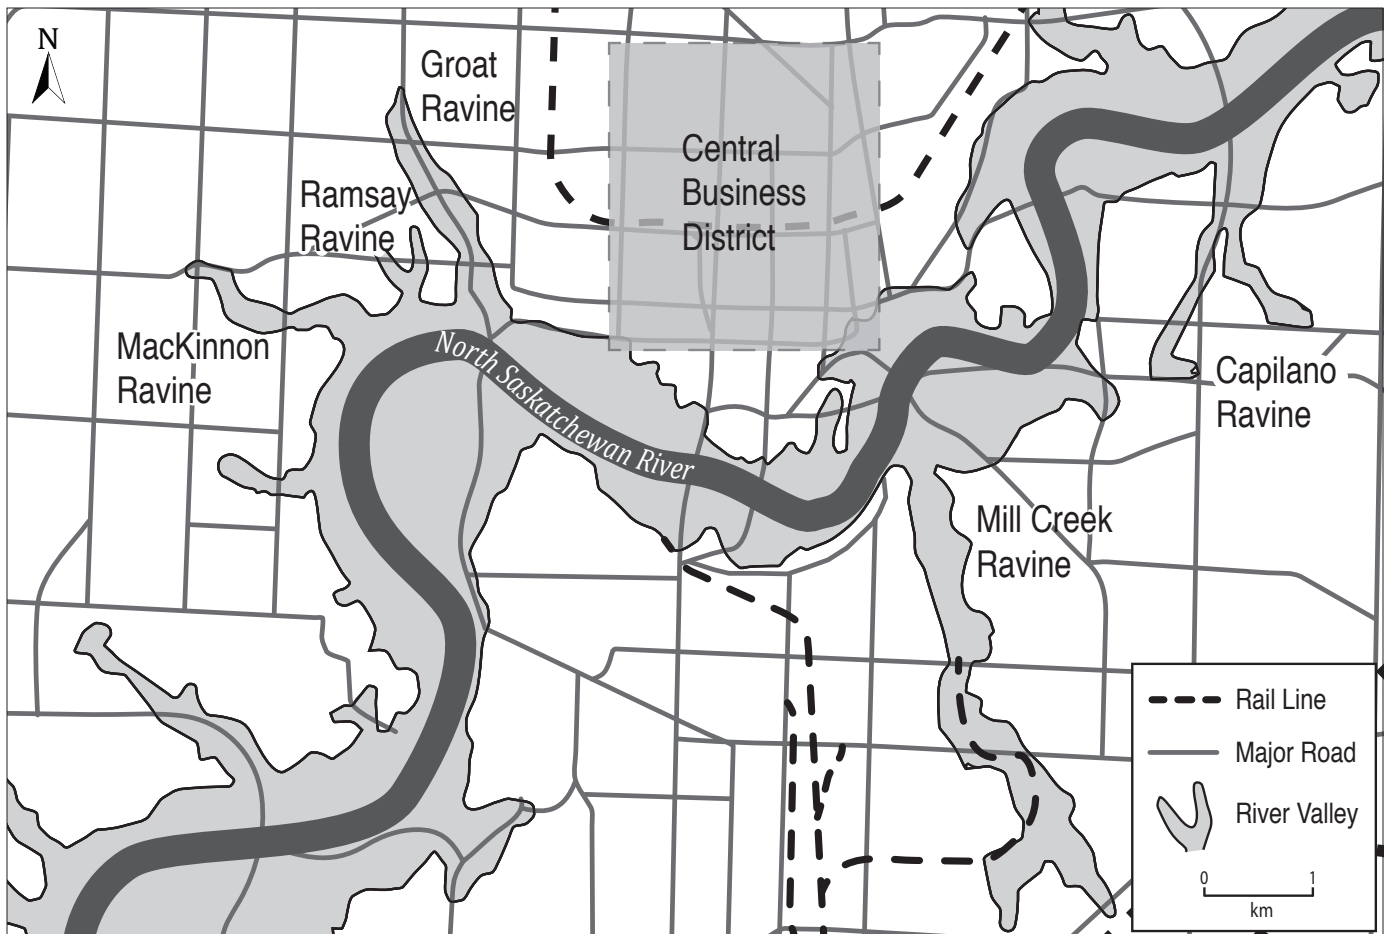 N
Groat
Ravine
Central
Business
District
Ramsay
Ravine
MacKinnon
Ravine
North Saskatchewan River
Capilano
Ravine
Mill Creek
Ravine
Rail Line
Major Road
River Valley
0 1
km